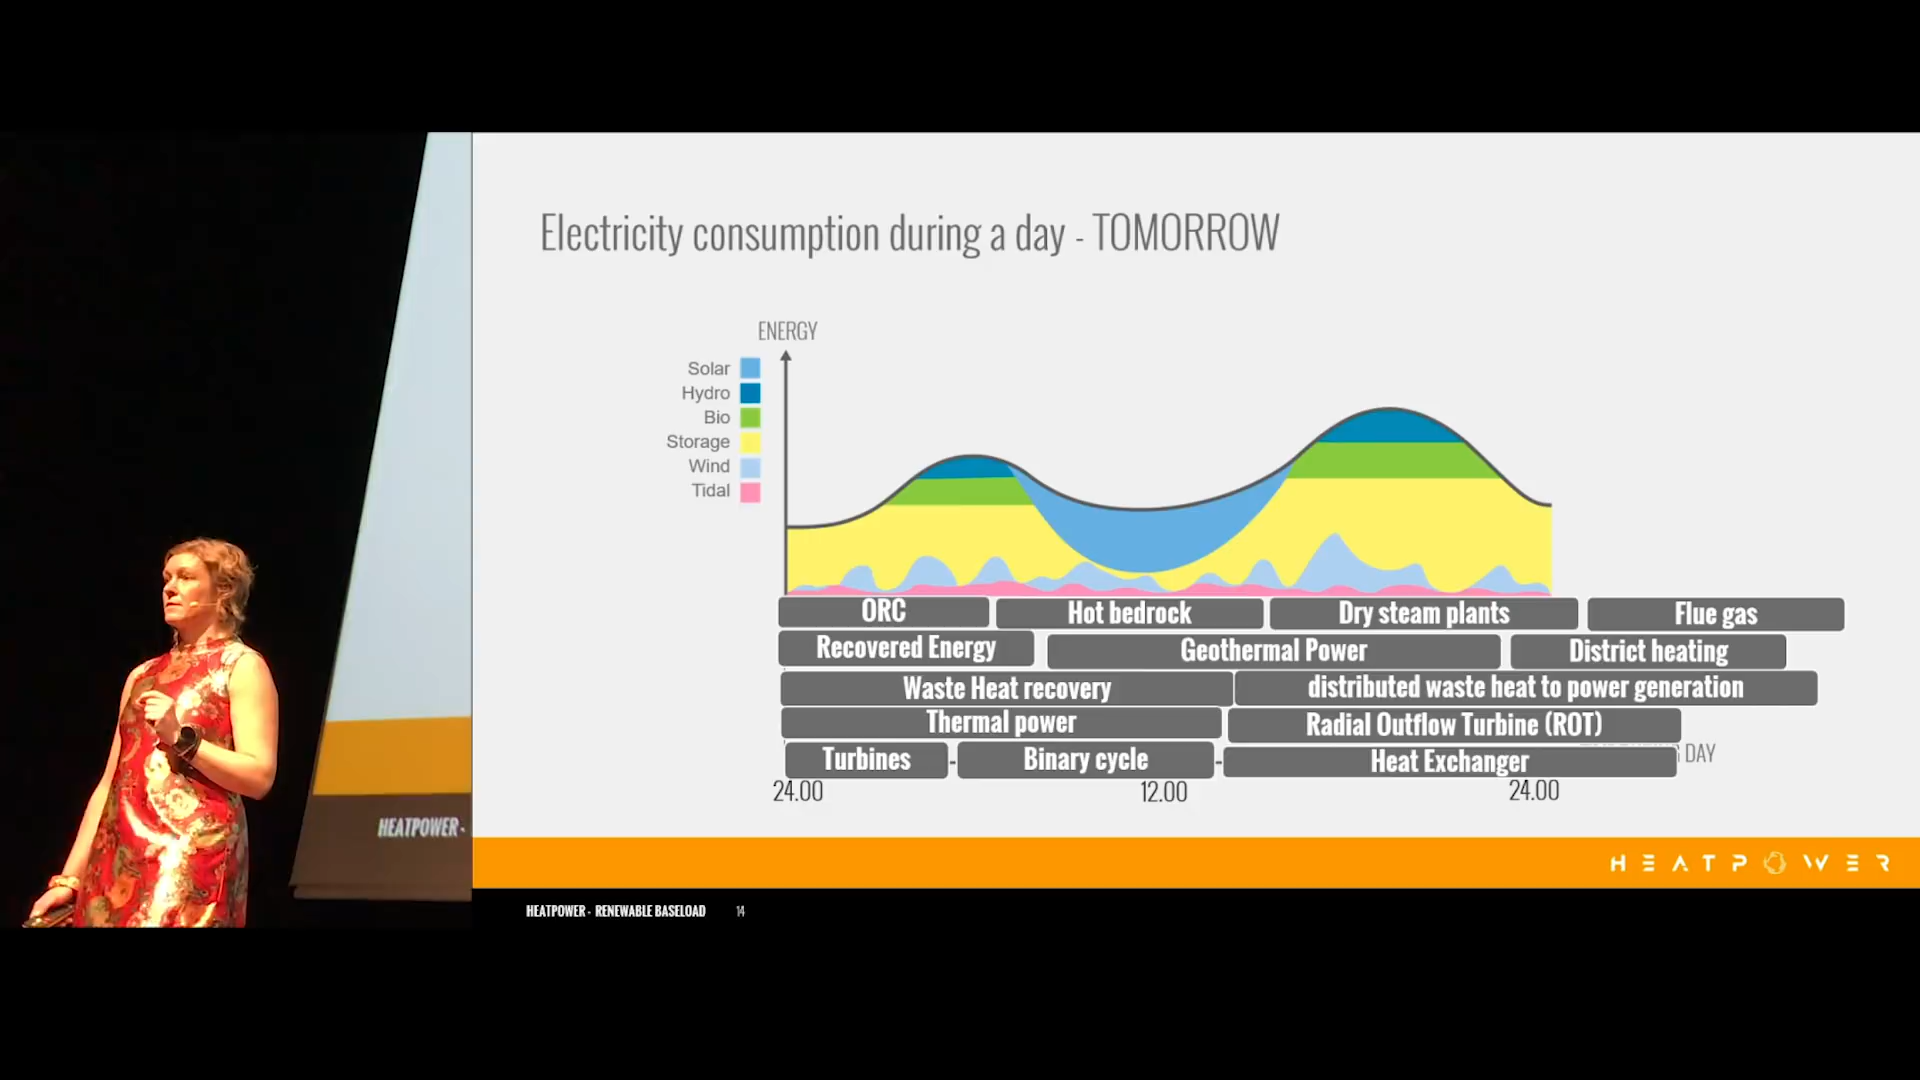 Electricity consumption during a day - TOMORROW
ENERGY
Solar
Hydro
Bio
Storage
Wind
Tidal
ORC Hot bedrock Dry steam plants Flue gas
Recovered Energy Geothermal Power District heating
Waste Heat recovery distributed waste heat to power generation
Thermal power Radial Outflow Turbine (ROT)
DAY
Turbines - Binary cycle - Heat Exchanger
24.00 12.00 24.00
HEATPOWER -
HEATPOWER
HEATPOWER - RENEWABLE BASELOAD 14